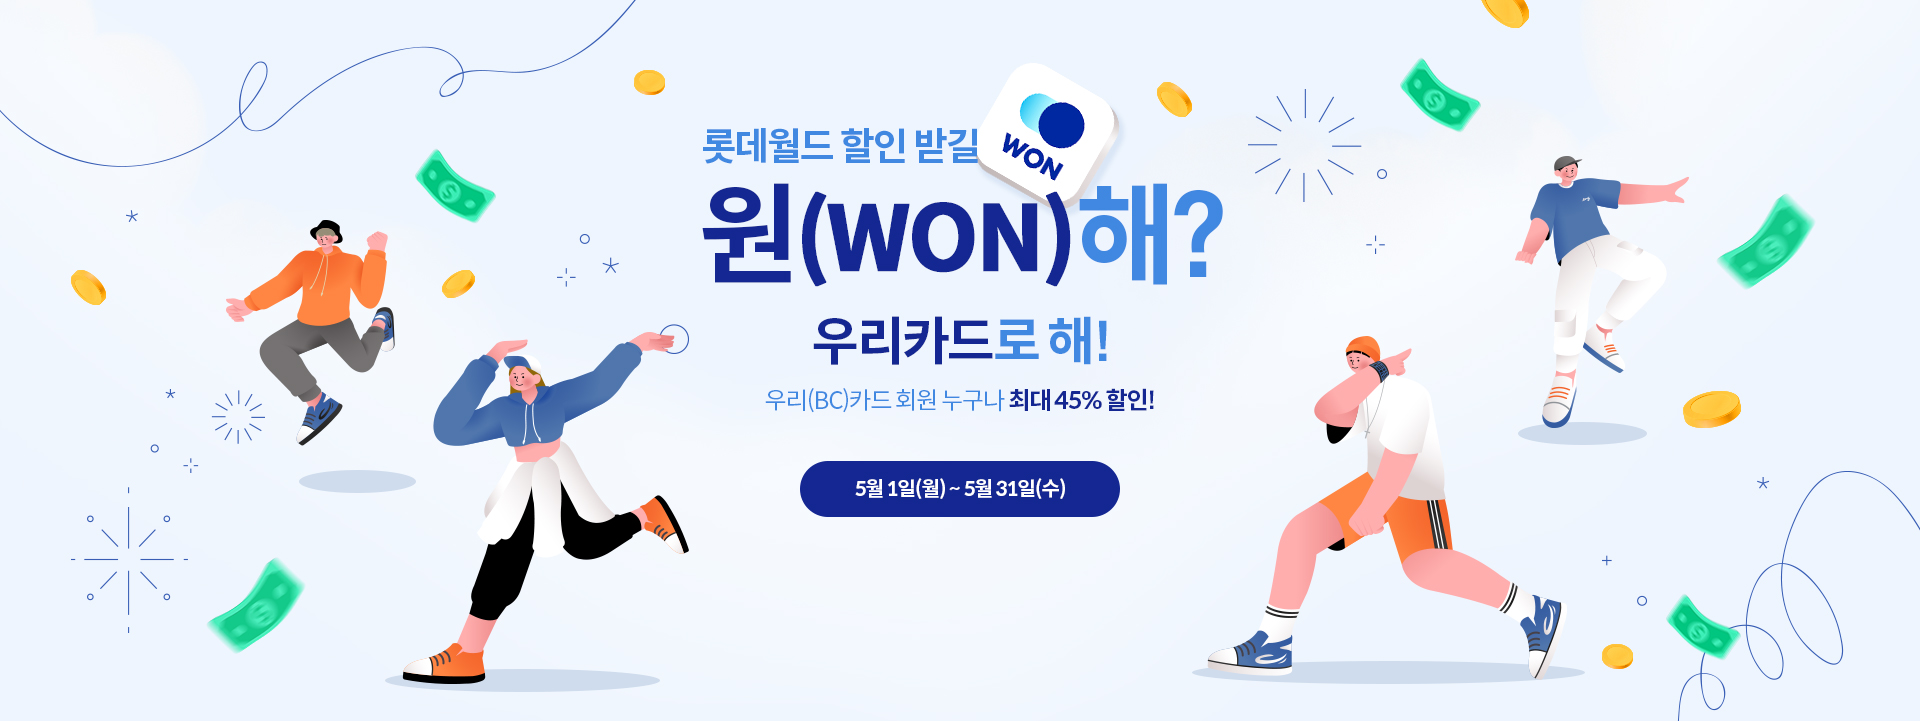 롯데월드 할인 받길
WON
원(WON)해?
우리카드로 해!
우리(BC)카드 회원 누구나 최대 45% 할인!
5월 1일(월) ~ 5월 31일(수)